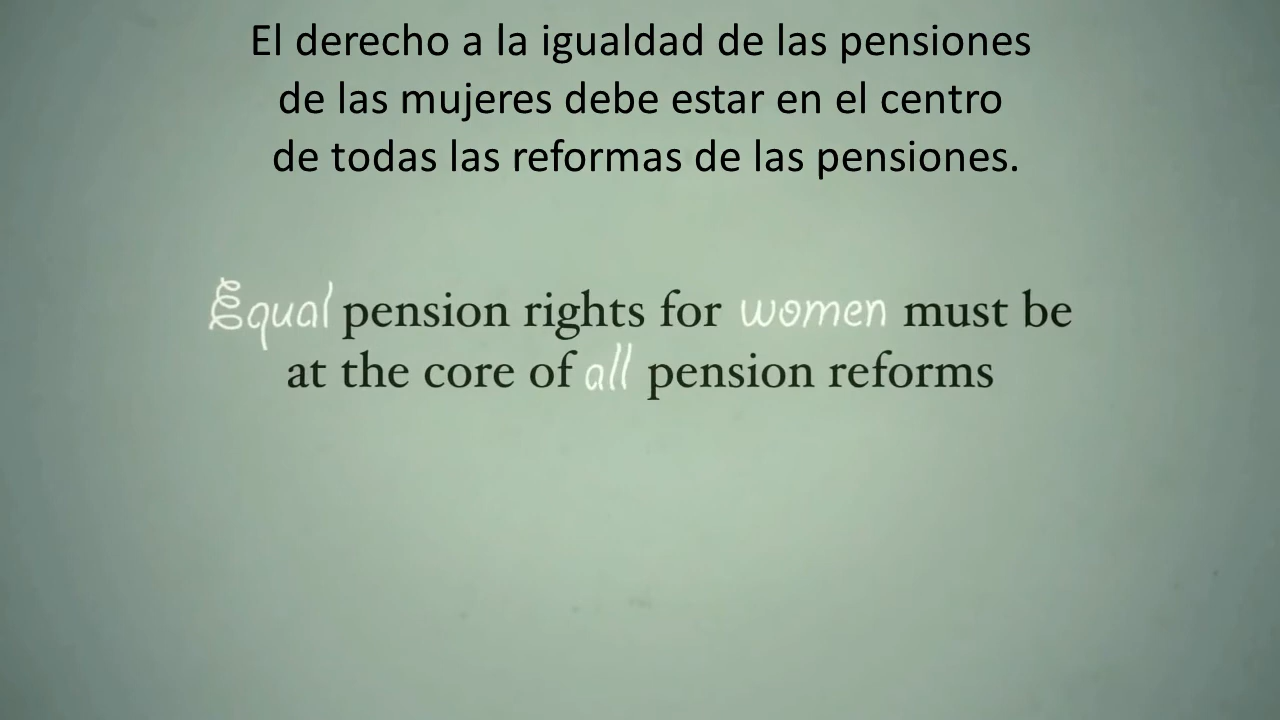 El derecho a la igualdad de las pensiones
de las mujeres debe estar en el centro
de todas las reformas de las pensiones.
Equal pension rights for women must be
at the core of all pension reforms